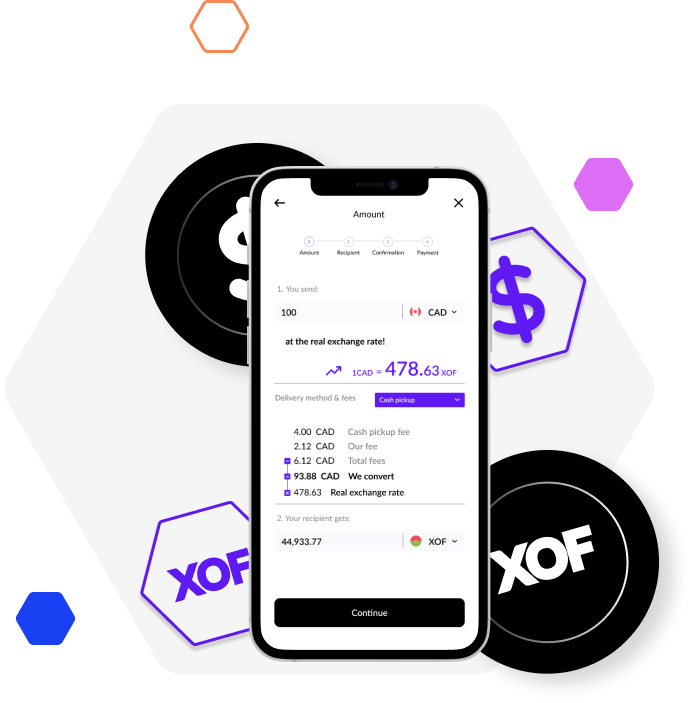 Amount
1 2 3 4
Amount Recipient Confirmation Payment
1. You send:
100 CAD
at the real exchange rate!
1CAD = 478.63 XOF
Delivery method & fees Cash pickup
4.00 CAD Cash pickup fee
2.12 CAD Our fee
6.12 CAD Total fees
93.88 CAD We convert
478.63 Real exchange rate
2. Your recipient gets:
44,933.77 XOF
Continue
$
$
XOF
XOF